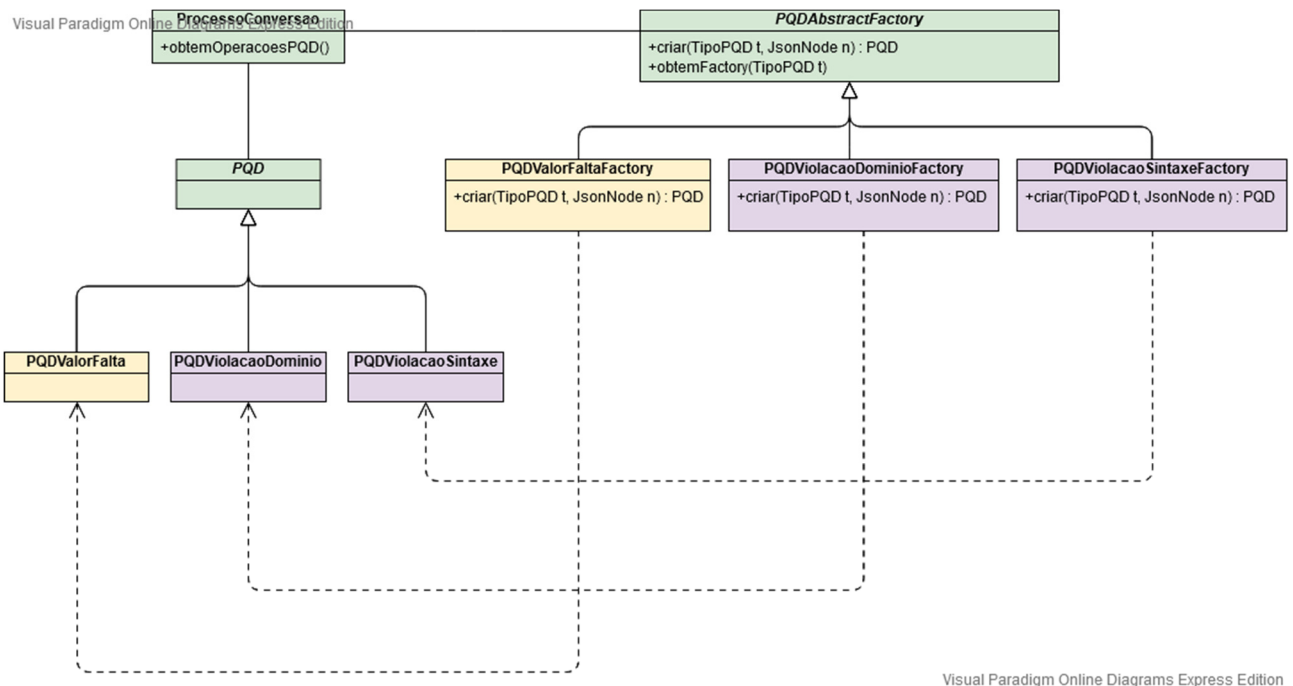 Visual Paradigm Online Diagrams Express Edition
ProcessoConversao
+obtemOperacoesPQD()
PQDAbstractFactory
+criar(TipoPQD t, JsonNode n) : PQD
+obtemFactory(TipoPQD t)
PQD
PQDValorFaltaFactory
+criar(TipoPQD t, JsonNode n) : PQD
PQDViolacaoDominioFactory
+criar(TipoPQD t, JsonNode n) : PQD
PQDViolacaoSintaxeFactory
+criar(TipoPQD t, JsonNode n) : PQD
PQDValorFalta
PQDViolacaoDominio
PQDViolacaoSintaxe
Visual Paradigm Online Diagrams Express Edition